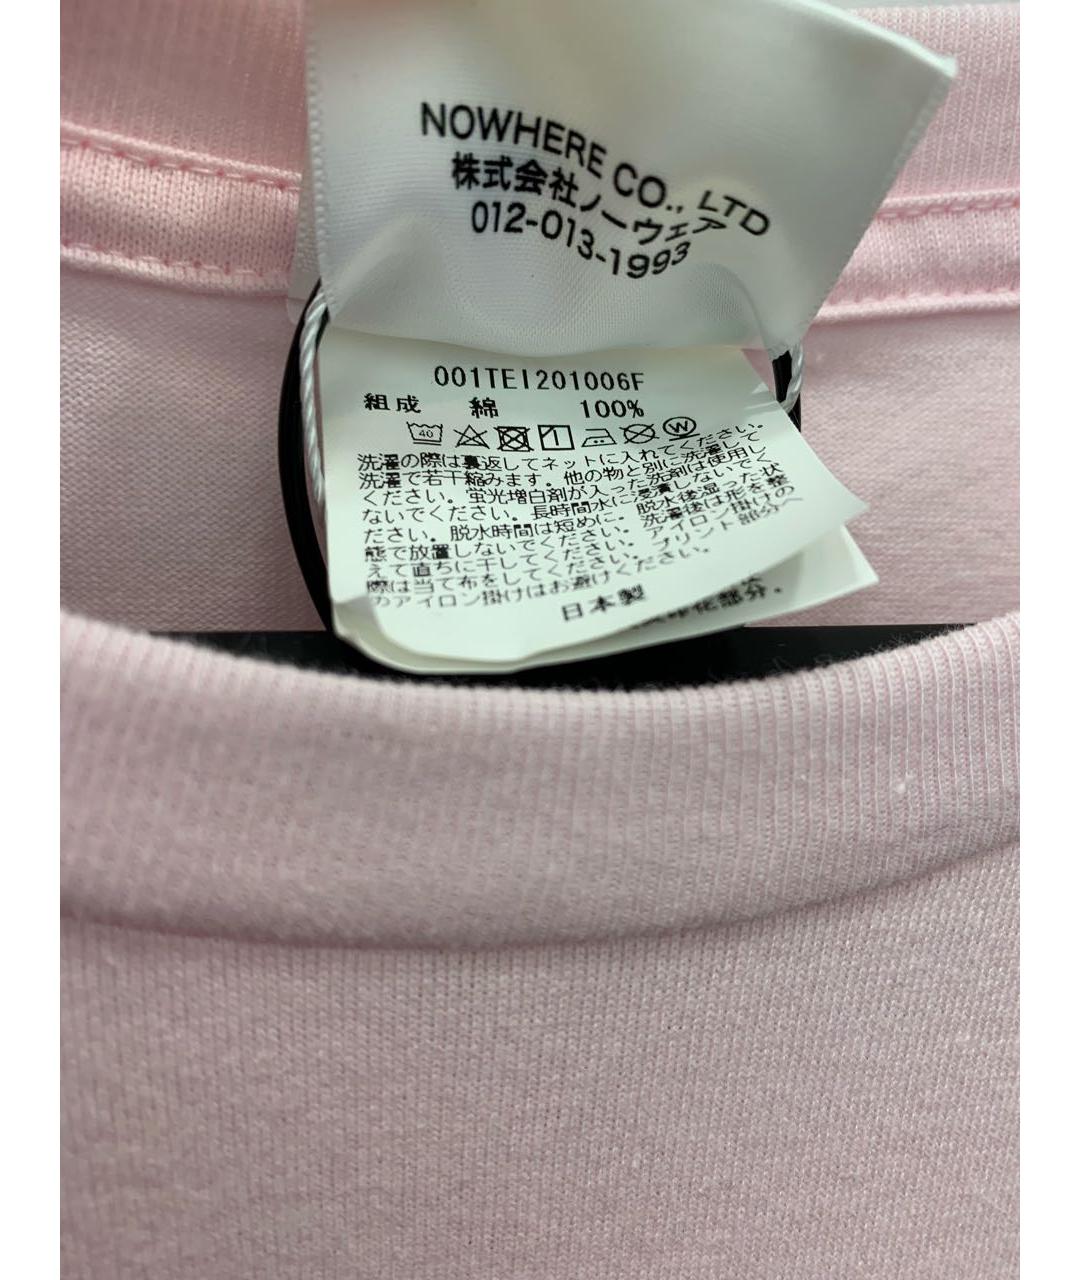 NOWHERE CO., LTD
株式会社ノーウェア
012-013-1993
001TEI201006F
組成 綿 100%
40 W
洗濯の際は裏返してネットに入れてください。
洗濯で若干縮みます。他の物と別に洗濯して
ください。蛍光増白剤が入った洗剤は使用し
ないでください。長時間水に浸漬しないでく
ださい。脱水時間は短めに。脱水後湿った状
態で放置しないでください。洗濯後は形を整
えて直ちに干してください。アイロン掛けの
際は当て布をしてください。プリント部分へ
のアイロン掛けはお避けください。
日本製
部分.